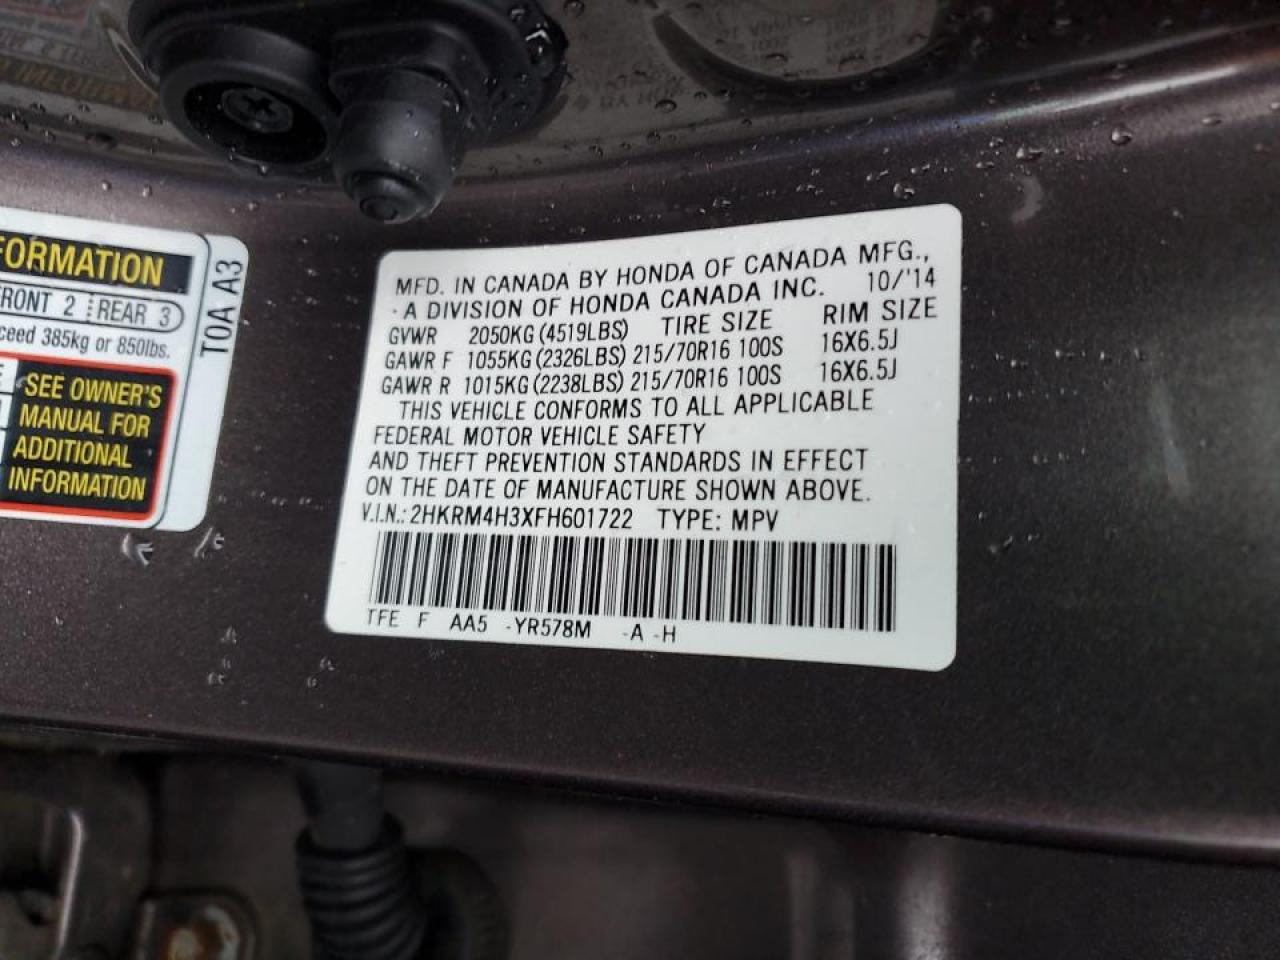 FORMATION
FRONT 2 REAR 3
ceed 385kg or 850lbs.
SEE OWNER'S
MANUAL FOR
ADDITIONAL
INFORMATION
T0A A3
MFD. IN CANADA BY HONDA OF CANADA MFG.,
-A DIVISION OF HONDA CANADA INC. 10/'14
GVWR 2050KG (4519LBS) TIRE SIZE RIM SIZE
GAWR F 1055KG (2326LBS) 215/70R16 100S 16X6.5J
GAWR R 1015KG (2238LBS) 215/70R16 100S 16X6.5J
THIS VEHICLE CONFORMS TO ALL APPLICABLE
FEDERAL MOTOR VEHICLE SAFETY
AND THEFT PREVENTION STANDARDS IN EFFECT
ON THE DATE OF MANUFACTURE SHOWN ABOVE.
V.I.N.: 2HKRM4H3XFH601722 TYPE: MPV
TFE F AA5 -YR578M -A -H